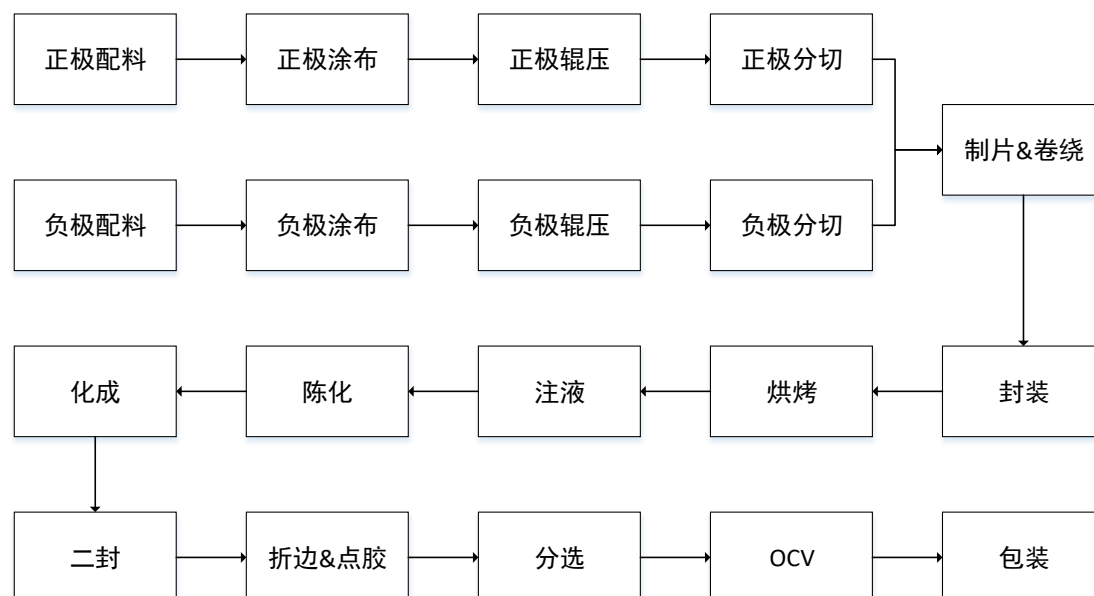 正极配料
正极涂布
正极辊压
正极分切
制片&卷绕
负极配料
负极涂布
负极辊压
负极分切
化成
陈化
注液
烘烤
封装
二封
折边&点胶
分选
OCV
包装